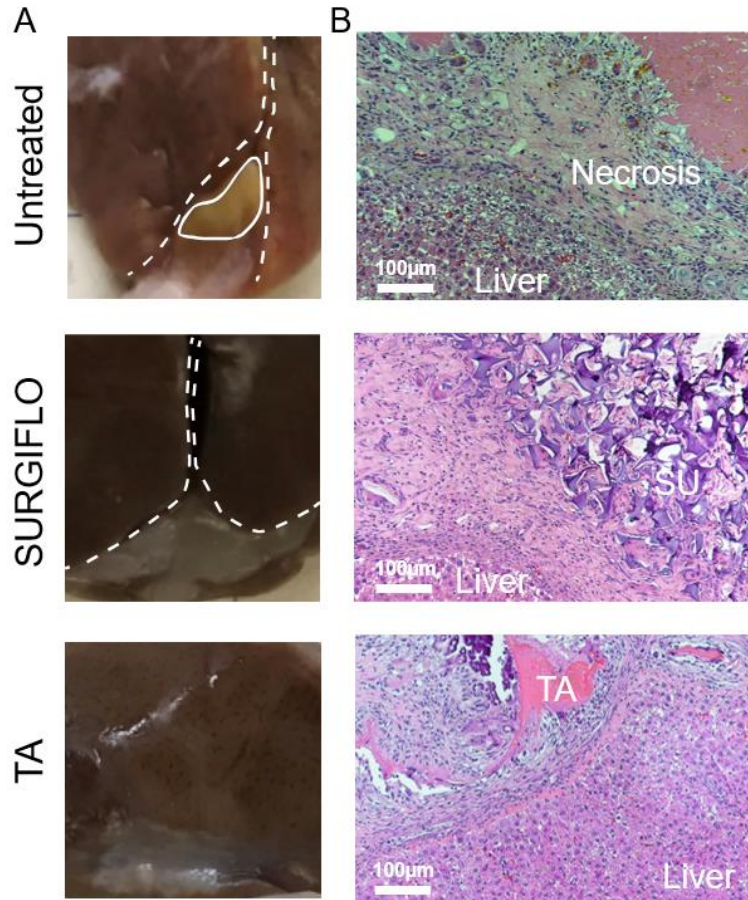 A
B
Untreated
Necrosis
100µm
Liver
SURGIFLO
SU
100µm
Liver
TA
TA
100µm
Liver